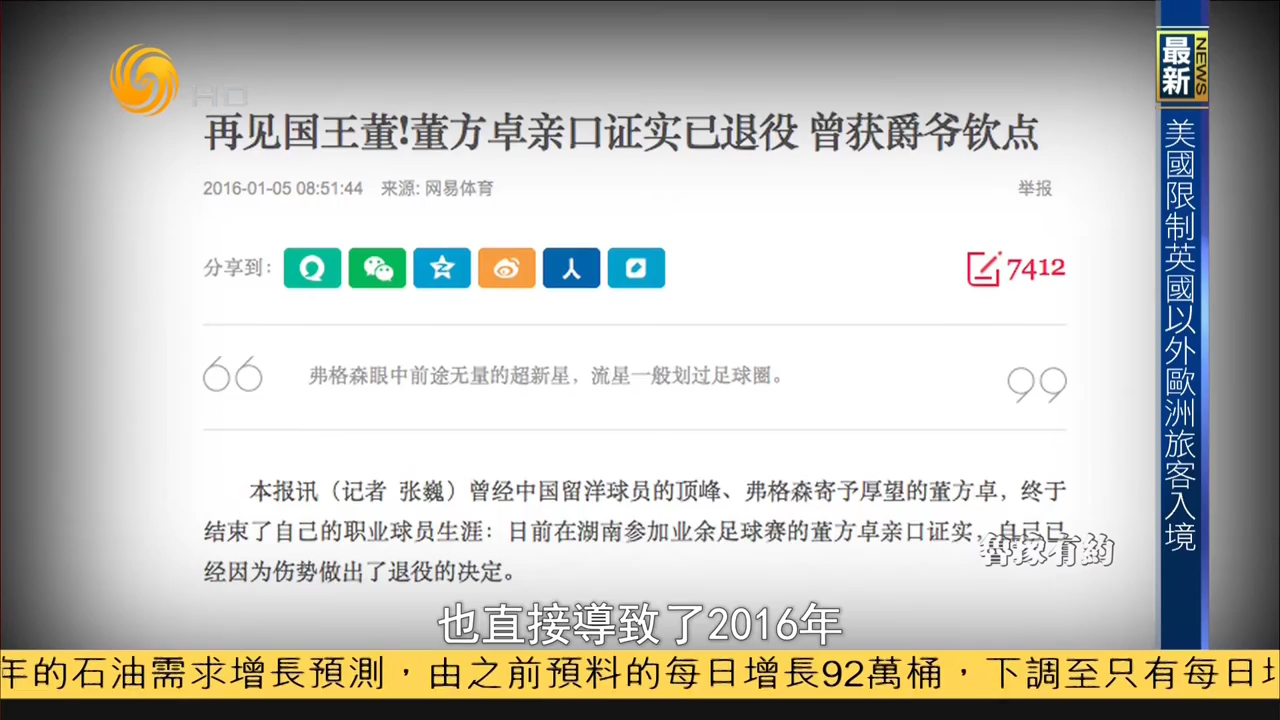 HD
再见国王董!董方卓亲口证实已退役 曾获爵爷钦点
2016-01-05 08:51:44 来源: 网易体育
举报
分享到:
7412
弗格森眼中前途无量的超新星，流星一般划过足球圈。
本报讯（记者 张巍）曾经中国留洋球员的顶峰、弗格森寄予厚望的董方卓，终于
结束了自己的职业球员生涯：日前在湖南参加业余足球赛的董方卓亲口证实，自己已
经因为伤势做出了退役的决定。
魯豫有約
也直接導致了2016年
年的石油需求增長預測，由之前預料的每日增長92萬桶，下調至只有每日增
最新
NEWS
美國限制英國以外歐洲旅客入境